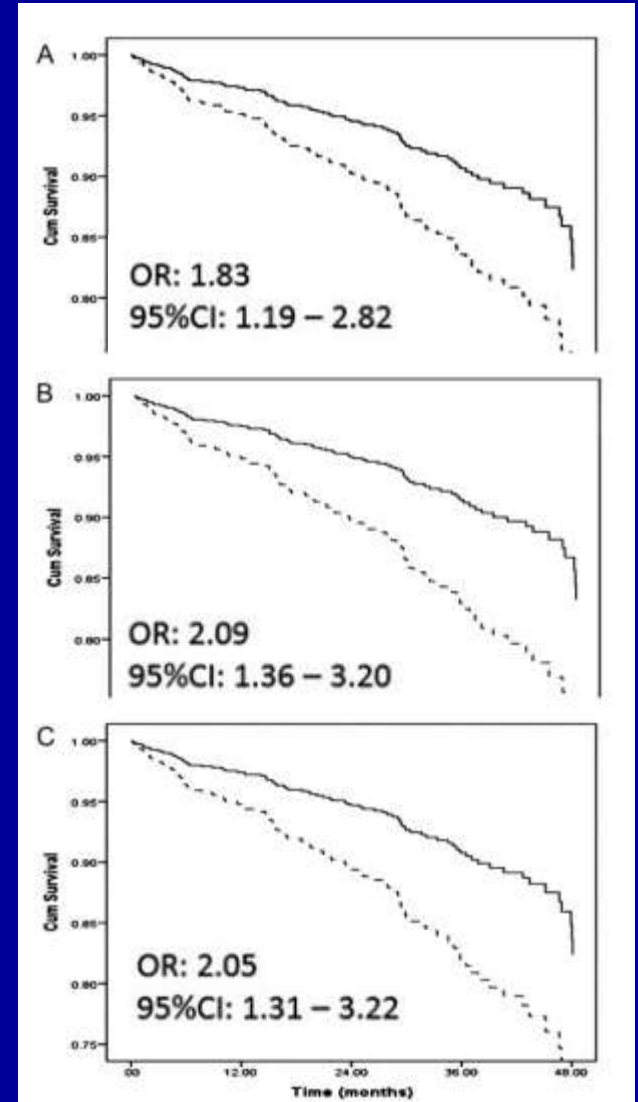 A
1.00
0.95
0.90
0.85
0.80
Cum Survival
OR: 1.83
95%CI: 1.19 – 2.82
B
1.00
0.95
0.90
0.85
0.80
Cum Survival
OR: 2.09
95%CI: 1.36 – 3.20
C
1.00
0.95
0.90
0.85
0.80
0.75
Cum Survival
OR: 2.05
95%CI: 1.31 – 3.22
.00 12.00 24.00 36.00 48.00
Time (months)